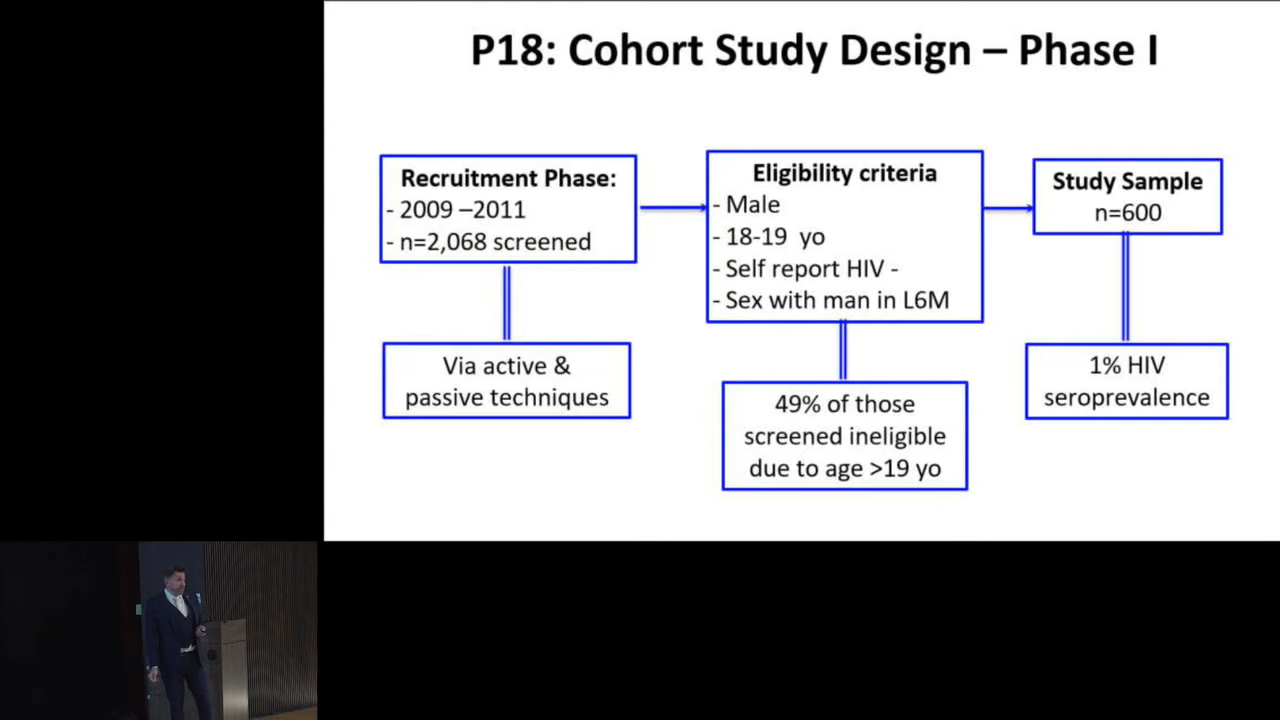 P18: Cohort Study Design – Phase I
Recruitment Phase:
- 2009 –2011
- n=2,068 screened
Via active &
passive techniques
Eligibility criteria
- Male
- 18-19 yo
- Self report HIV -
- Sex with man in L6M
49% of those
screened ineligible
due to age >19 yo
Study Sample
n=600
1% HIV
seroprevalence